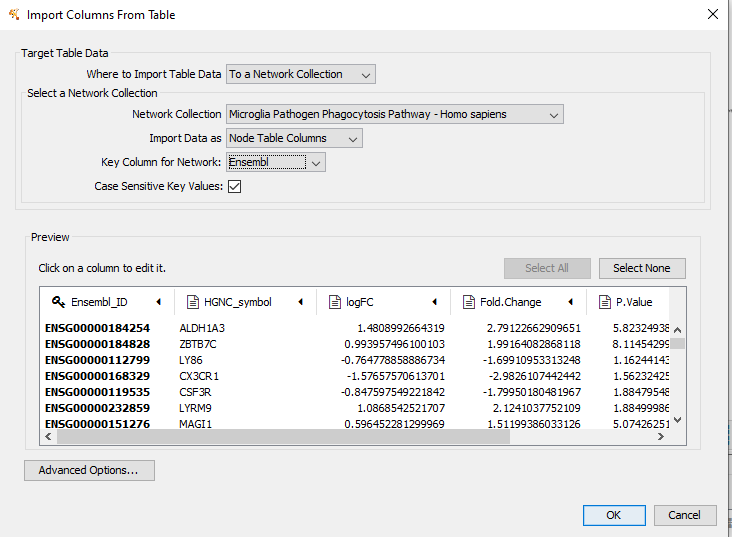 Import Columns From Table
Target Table Data
Where to Import Table Data To a Network Collection
Select a Network Collection
Network Collection Microglia Pathogen Phagocytosis Pathway - Homo sapiens
Import Data as Node Table Columns
Key Column for Network: Ensembl
Case Sensitive Key Values:
Preview
Click on a column to edit it. Select All Select None
Ensembl_ID HGNC_symbol logFC Fold.Change P.Value
ENSG00000184254 ALDH1A3 1.4808992664319 2.79122662909651 5.82324938
ENSG00000184828 ZBTB7C 0.993957496100103 1.99164082868118 8.11454299
ENSG00000112799 LY86 -0.764778858886734 -1.69910953313248 1.16244143
ENSG00000168329 CX3CR1 -1.57657570613701 -2.9826107442442 1.56232425
ENSG00000119535 CSF3R -0.847597549221842 -1.79950180481967 1.88479548
ENSG00000232859 LYRM9 1.0868542521707 2.1241037752109 1.88499986
ENSG00000151276 MAGI1 0.596452281299969 1.51199386033126 5.07426251
Advanced Options...
OK Cancel